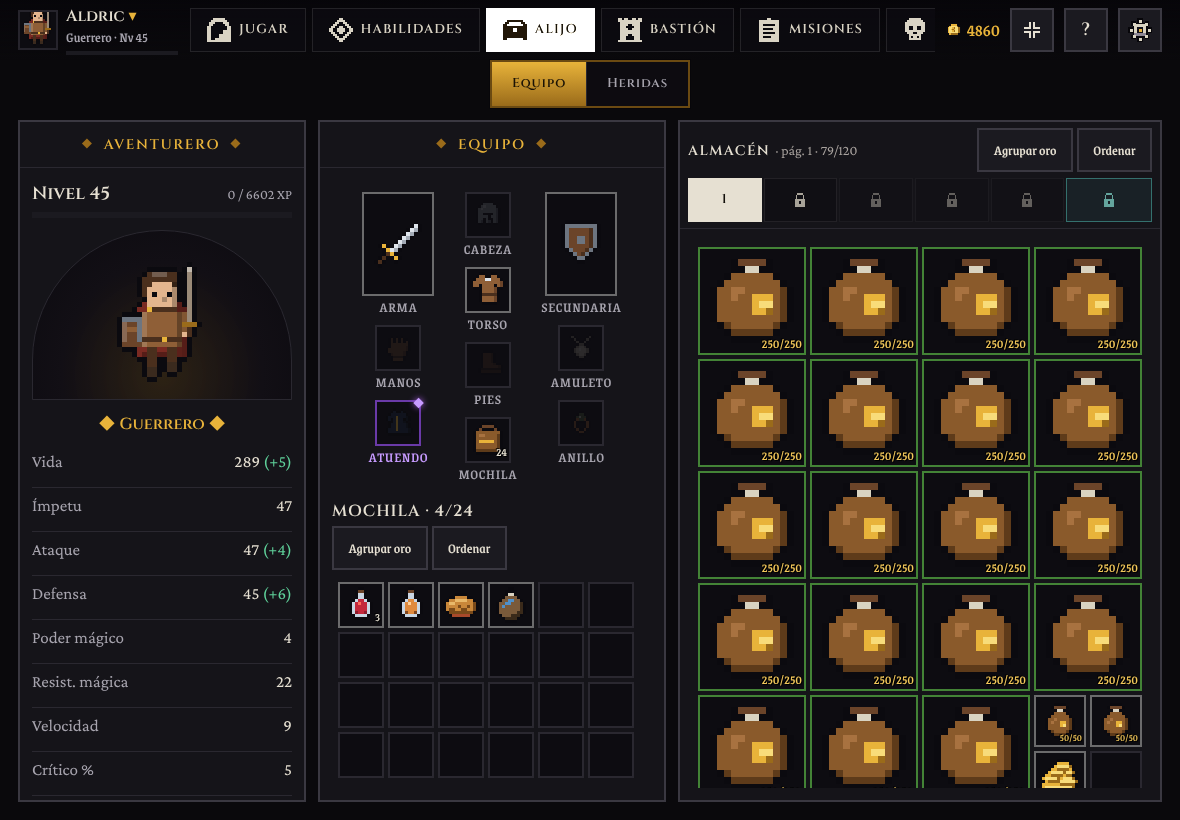 ALDRIC ▾
Guerrero · Nv 45
JUGAR
HABILIDADES
ALIJO
BASTIÓN
MISIONES
4860
?
EQUIPO
HERIDAS
◆ AVENTURERO ◆
NIVEL 45
0 / 6602 XP
◆ GUERRERO ◆
Vida 289 (+5)
Ímpetu 47
Ataque 47 (+4)
Defensa 45 (+6)
Poder mágico 4
Resist. mágica 22
Velocidad 9
Crítico % 5
◆ EQUIPO ◆
CABEZA
ARMA
TORSO
SECUNDARIA
MANOS
PIES
AMULETO
ATUENDO
24
MOCHILA
ANILLO
MOCHILA · 4/24
Agrupar oro
Ordenar
3
ALMACÉN · pág. 1 · 79/120
Agrupar oro
Ordenar
I
250/250 250/250 250/250 250/250
250/250 250/250 250/250 250/250
250/250 250/250 250/250 250/250
250/250 250/250 250/250 250/250
50/50 50/50